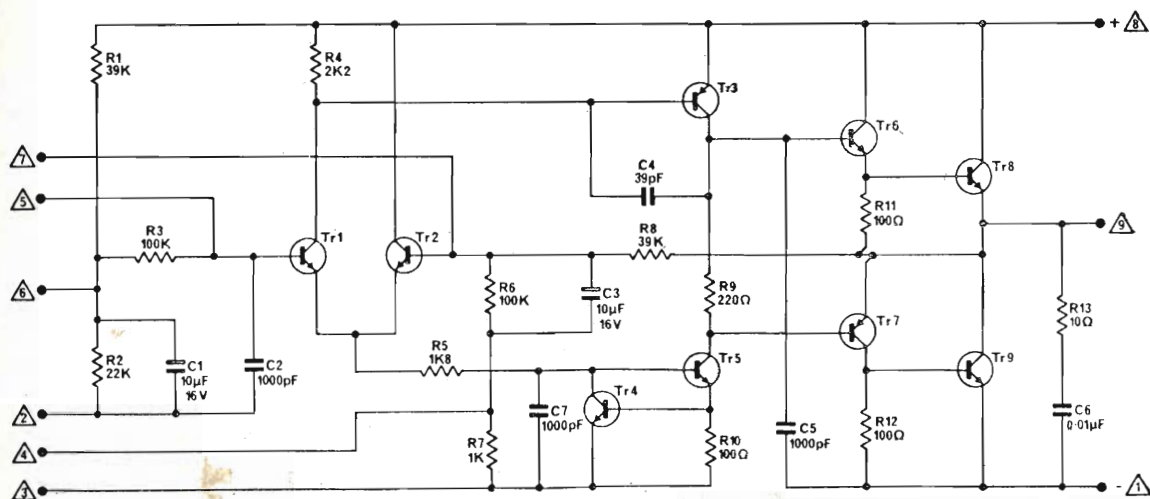 R1
39K
R4
2K2
Tr3
+ 8
Tr6
7
C4
39pF
Tr8
5
R3
100K
Tr1
Tr2
R8
39K
R11
100Ω
9
6
R6
100K
C3
10µF
16V
R9
220Ω
R13
10Ω
R2
22K
C1
10µF
16V
C2
1000pF
R5
1K8
Tr5
Tr7
Tr4
Tr9
2
C7
1000pF
C5
1000pF
R12
100Ω
C6
0.01µF
4
R7
1K
R10
100Ω
3
- 1